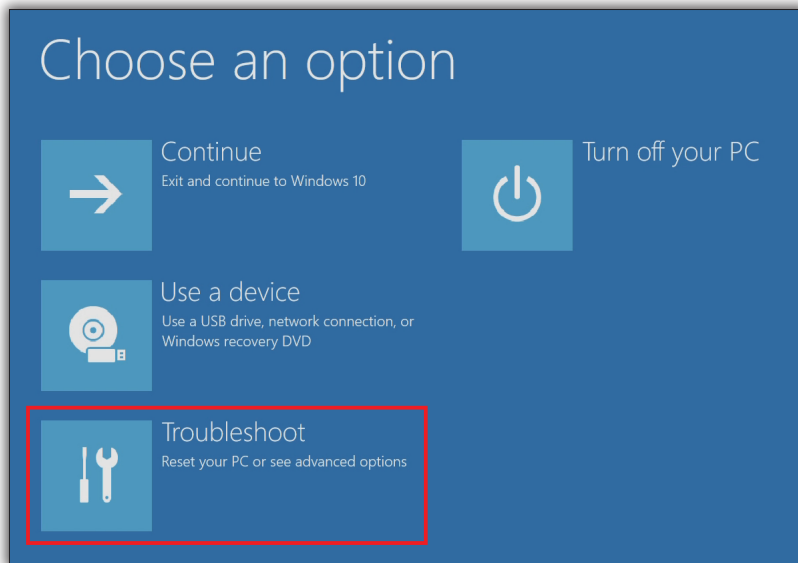 Choose an option
Continue
Exit and continue to Windows 10
Turn off your PC
Use a device
Use a USB drive, network connection, or
Windows recovery DVD
Troubleshoot
Reset your PC or see advanced options